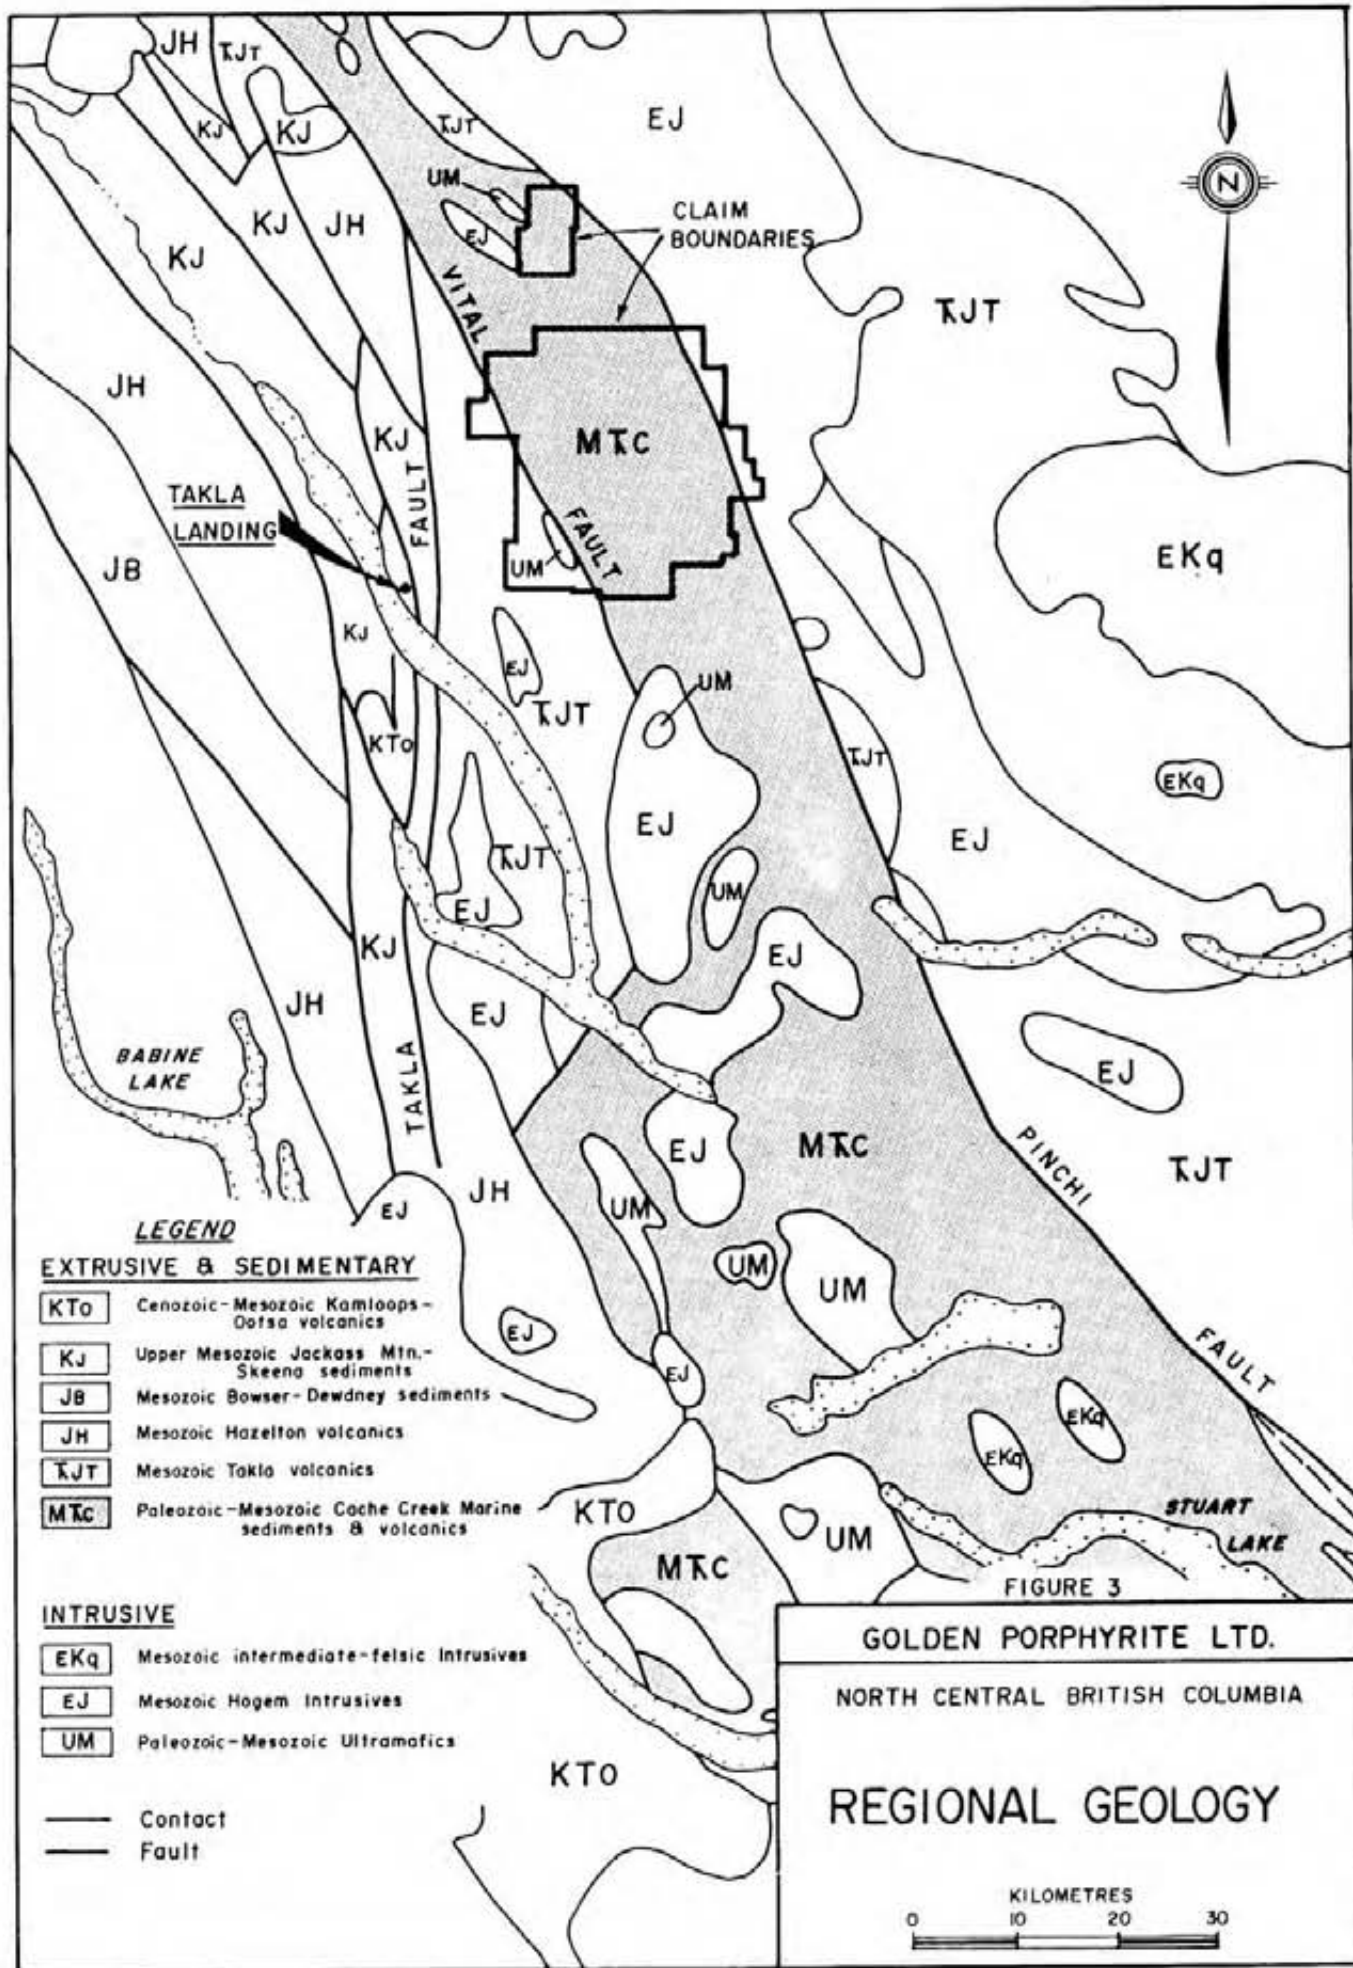 JH
TJT
KJ
KJ
TJT
EJ
UM
EJ
CLAIM
BOUNDARIES
N
KJ
JH
KJ
VITAL
TJT
JH
MTC
KJ
FAULT
TAKLA
LANDING
FAULT
UM
JB
EKq
KJ
EJ
UM
TJT
KTo
TJT
EKq
EJ
EJ
TJT
UM
EJ
KJ
EJ
JH
EJ
BABINE
LAKE
TAKLA
EJ
EJ
MTC
PINCHI
TJT
JH
UM
EJ
UM
UM
EJ
EJ
FAULT
EKq
EKq
KTO
UM
STUART
LAKE
MTC
KTO
LEGEND
EXTRUSIVE & SEDIMENTARY
KTo Cenozoic-Mesozoic Kamloops-
Ootsa volcanics
KJ Upper Mesozoic Jackass Mtn.-
Skeena sediments
JB Mesozoic Bowser-Dewdney sediments
JH Mesozoic Hazelton volcanics
TJT Mesozoic Takla volcanics
MTC Paleozoic-Mesozoic Cache Creek Marine
sediments & volcanics
INTRUSIVE
EKq Mesozoic intermediate-felsic Intrusives
EJ Mesozoic Hogem Intrusives
UM Paleozoic-Mesozoic Ultramafics
Contact
Fault
FIGURE 3
GOLDEN PORPHYRITE LTD.
NORTH CENTRAL BRITISH COLUMBIA
REGIONAL GEOLOGY
KILOMETRES
0 10 20 30